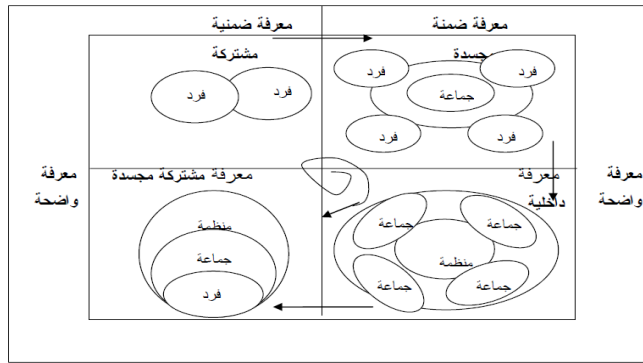 معرفة ضمنة
معرفة ضمنية
مجسدة
مشتركة
فرد
فرد
جماعة
فرد
فرد
فرد
فرد
معرفة
واضحة
معرفة
داخلية
معرفة مشتركة مجسدة
معرفة
واضحة
جماعة
جماعة
منظمة
جماعة
جماعة
منظمة
جماعة
فرد